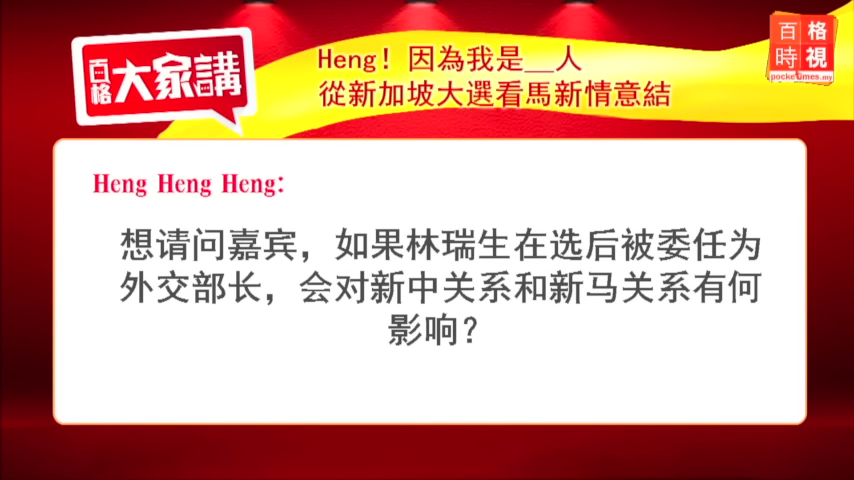 百格
大家講
Heng! 因為我是__人
從新加坡大選看馬新情意結
百格
時視
pocketimes.my
Heng Heng Heng:
想请问嘉宾，如果林瑞生在选后被委任为
外交部长，会对新中关系和新马关系有何
影响？